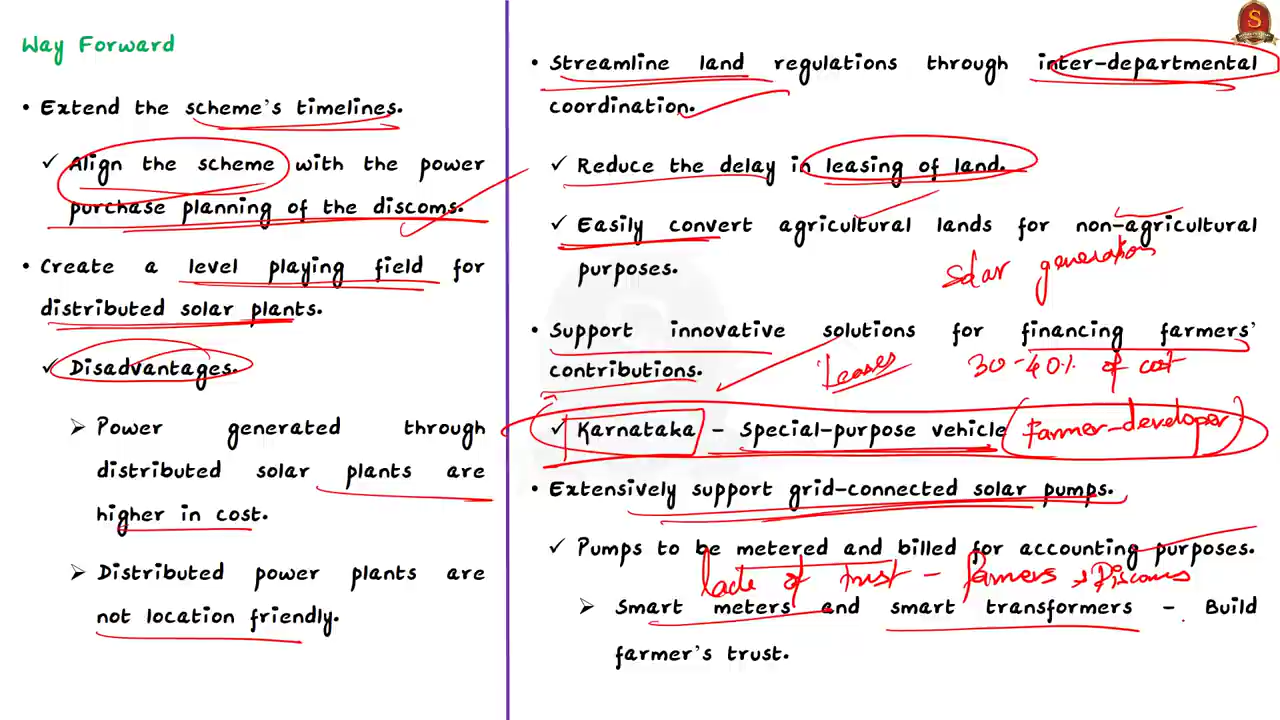 Way Forward
• Extend the scheme's timelines.
✓ Align the scheme with the power
purchase planning of the discoms.
• Create a level playing field for
distributed solar plants.
✓ Disadvantages.
➢ Power generated through
distributed solar plants are
higher in cost.
➢ Distributed power plants are
not location friendly.
• Streamline land regulations through inter-departmental
coordination.
✓ Reduce the delay in leasing of land.
✓ Easily convert agricultural lands for non-agricultural
purposes.
Solar generation
• Support innovative solutions for financing farmers'
contributions.
Leases
30-40% of cost
✓ Karnataka - Special-purpose vehicle
(Farmer-developer)
• Extensively support grid-connected solar pumps.
✓ Pumps to be metered and billed for accounting purposes.
lack of trust - farmers & Discoms
➢ Smart meters and smart transformers - Build
farmer's trust.
S